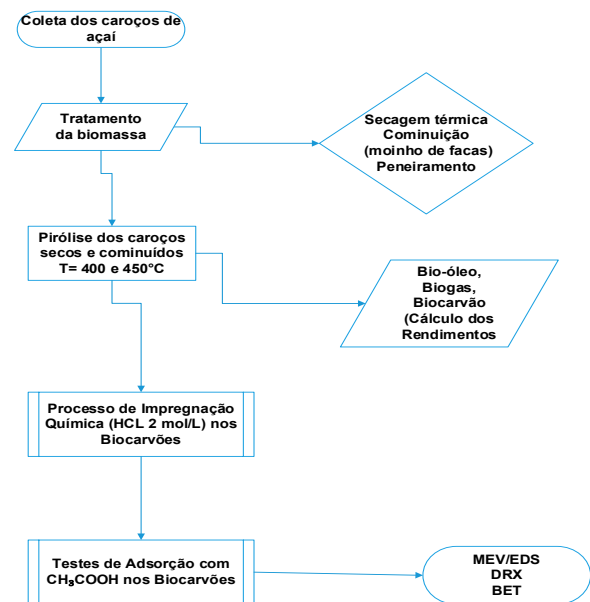 Coleta dos caroços de
açaí
Tratamento
da biomassa
Secagem térmica
Cominuição
(moinho de facas)
Peneiramento
Pirólise dos caroços
secos e cominuídos
T= 400 e 450°C
Bio-óleo,
Biogas,
Biocarvão
(Cálculo dos
Rendimentos
Processo de Impregnação
Química (HCL 2 mol/L) nos
Biocarvões
Testes de Adsorção com
CH₃COOH nos Biocarvões
MEV/EDS
DRX
BET